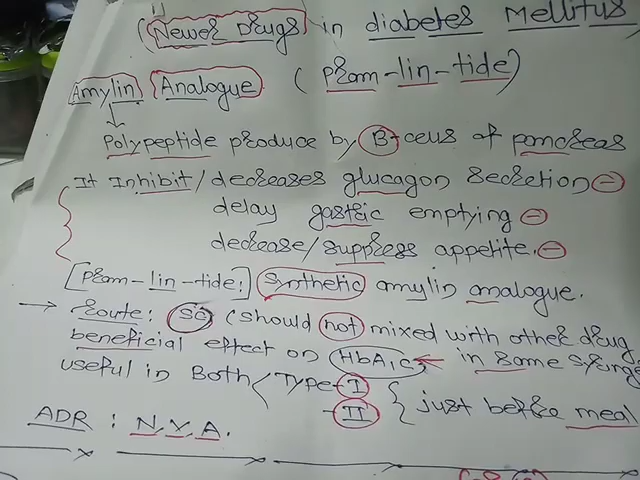 (Newer Drugs) in diabetes Mellitus
Amylin Analogue (Pram-lin-tide)
↓
Polypeptide produce by B-cells of pancreas
It Inhibit/decreases glucagon secretion ⊖
delay gastric emptying ⊖
decrease/suppress appetite. ⊖
[Pram-lin-tide:] Synthetic amylin analogue.
→ Route: SC (should not mixed with other drug
beneficial effect on HbA1c, ← in same syringe
useful in Both < Type-I } just before meal
-II
ADR : N.V.A.